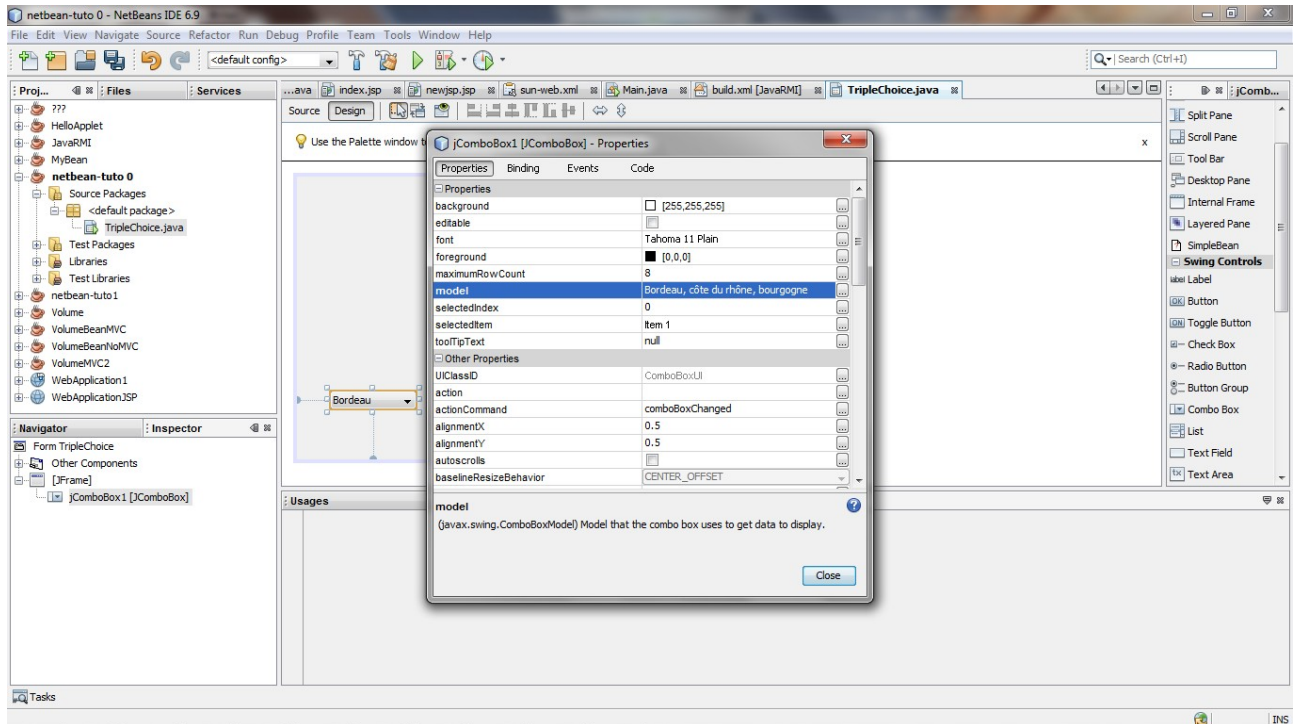 netbean-tuto 0 - NetBeans IDE 6.9
File Edit View Navigate Source Refactor Run Debug Profile Team Tools Window Help
<default config>
Search (Ctrl+I)
Proj...
Files
Services
...ava
index.jsp
newjsp.jsp
sun-web.xml
Main.java
build.xml [JavaRMI]
TripleChoice.java
jComb...
Source
Design
???
HelloApplet
JavaRMI
MyBean
netbean-tuto 0
Source Packages
<default package>
TripleChoice.java
Test Packages
Libraries
Test Libraries
netbean-tuto1
Volume
VolumeBeanMVC
VolumeBeanNoMVC
VolumeMVC2
WebApplication1
WebApplicationJSP
Navigator
Inspector
Form TripleChoice
Other Components
[JFrame]
jComboBox1 [JComboBox]
Use the Palette window
x
Bordeau
jComboBox1 [JComboBox] - Properties
Properties
Binding
Events
Code
Properties
background [255,255,255] ...
editable ...
font Tahoma 11 Plain ...
foreground [0,0,0] ...
maximumRowCount 8 ...
model Bordeau, côte du rhône, bourgogne ...
selectedIndex 0 ...
selectedItem Item 1 ...
toolTipText null ...
Other Properties
UIClassID ComboBoxUI ...
action ...
actionCommand comboBoxChanged ...
alignmentX 0.5 ...
alignmentY 0.5 ...
autoscrolls ...
baselineResizeBehavior CENTER_OFFSET
model
(javax.swing.ComboBoxModel) Model that the combo box uses to get data to display.
Close
Split Pane
Scroll Pane
Tool Bar
Desktop Pane
Internal Frame
Layered Pane
SimpleBean
Swing Controls
label Label
OK Button
ON Toggle Button
Check Box
Radio Button
Button Group
Combo Box
List
Text Field
Text Area
Usages
Tasks
INS